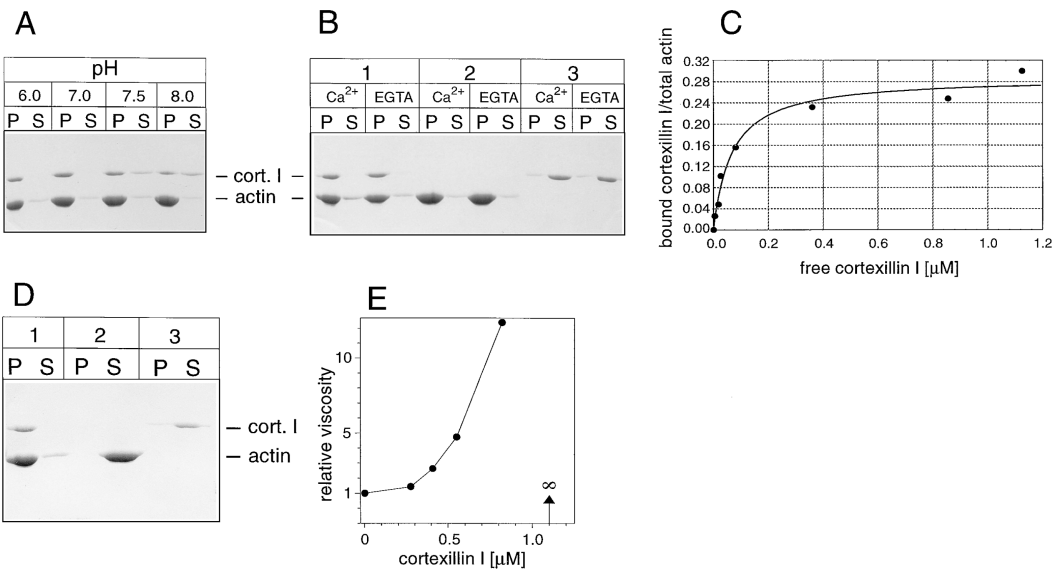 A
pH
6.0 7.0 7.5 8.0
P S P S P S P S
– cort. I –
– actin –
B
1 2 3
Ca2+ EGTA Ca2+ EGTA Ca2+ EGTA
P S P S P S P S P S P S
C
bound cortexillin I/total actin
0.32
0.28
0.24
0.20
0.16
0.12
0.08
0.04
0.00
0.0 0.2 0.4 0.6 0.8 1.0 1.2
free cortexillin I [µM]
D
1 2 3
P S P S P S
– cort. I
– actin
E
relative viscosity
10
5
1
∞
0 0.5 1.0
cortexillin I [µM]